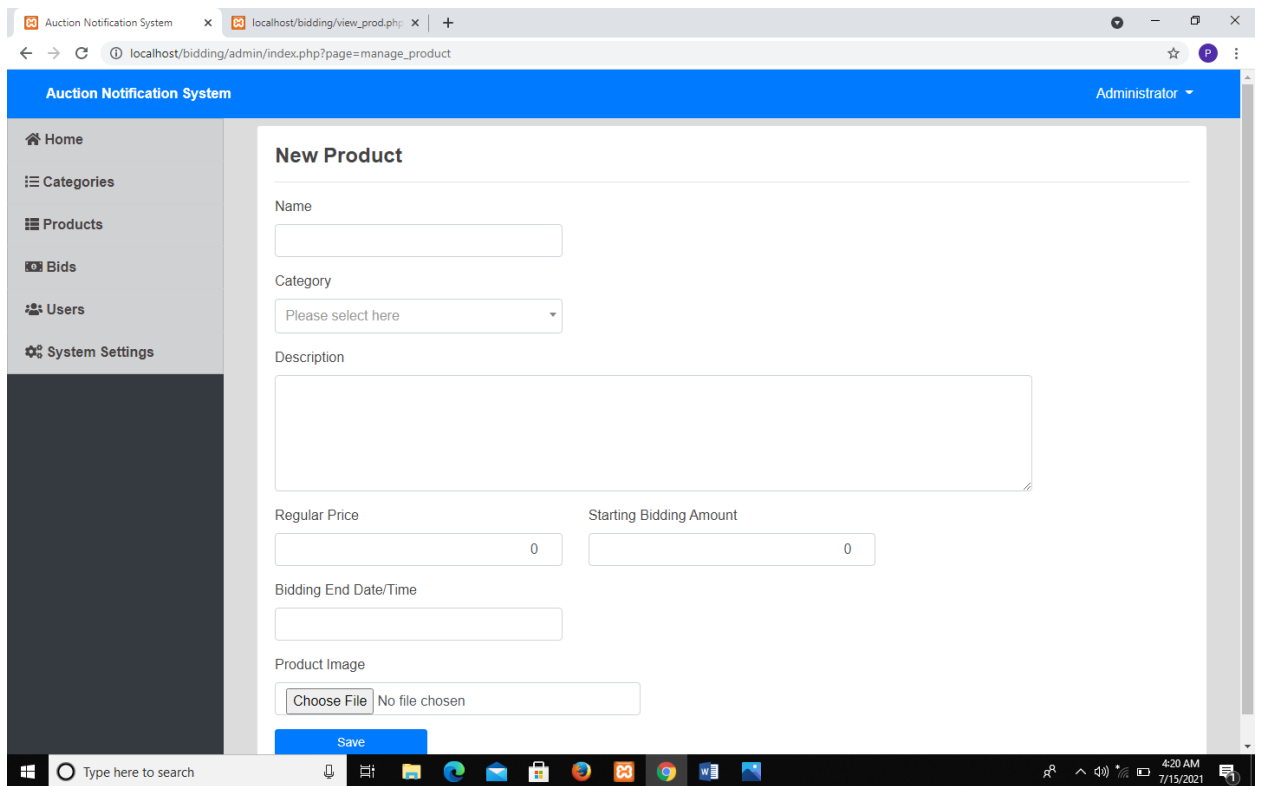 Auction Notification System
localhost/bidding/view_prod.php
localhost/bidding/admin/index.php?page=manage_product
P
Auction Notification System
Administrator
Home
Categories
Products
Bids
Users
System Settings
New Product
Name
Category
Please select here
Description
Regular Price Starting Bidding Amount
0 0
Bidding End Date/Time
Product Image
Choose File No file chosen
Save
Type here to search
4:20 AM
7/15/2021
1